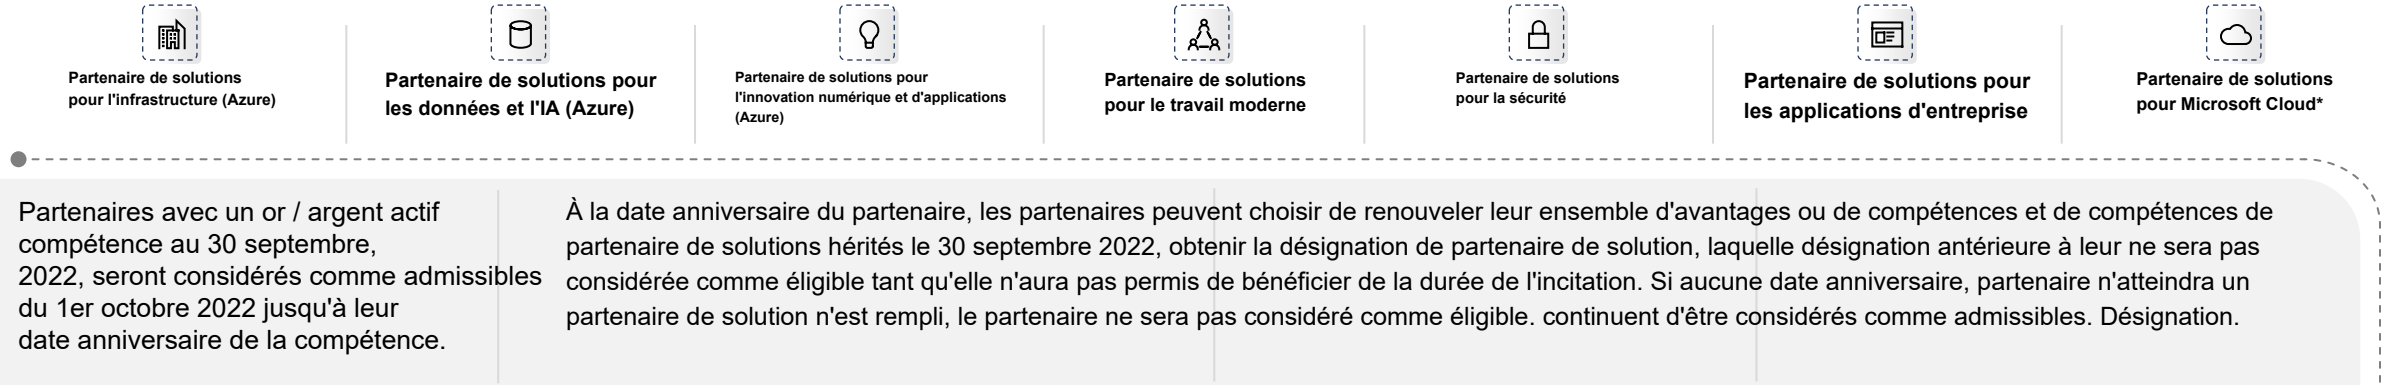 Partenaire de solutions
pour l'infrastructure (Azure)
Partenaire de solutions pour
les données et l'IA (Azure)
Partenaire de solutions pour
l'innovation numérique et d'applications
(Azure)
Partenaire de solutions
pour le travail moderne
Partenaire de solutions
pour la sécurité
Partenaire de solutions pour
les applications d'entreprise
Partenaire de solutions
pour Microsoft Cloud*
Partenaires avec un or / argent actif
compétence au 30 septembre,
2022, seront considérés comme admissibles
du 1er octobre 2022 jusqu'à leur
date anniversaire de la compétence.
À la date anniversaire du partenaire, les partenaires peuvent choisir de renouveler leur ensemble d'avantages ou de compétences et de compétences de
partenaire de solutions hérités le 30 septembre 2022, obtenir la désignation de partenaire de solution, laquelle désignation antérieure à leur ne sera pas
considérée comme éligible tant qu'elle n'aura pas permis de bénéficier de la durée de l'incitation. Si aucune date anniversaire, partenaire n'atteindra un
partenaire de solution n'est rempli, le partenaire ne sera pas considéré comme éligible. continuent d'être considérés comme admissibles. Désignation.